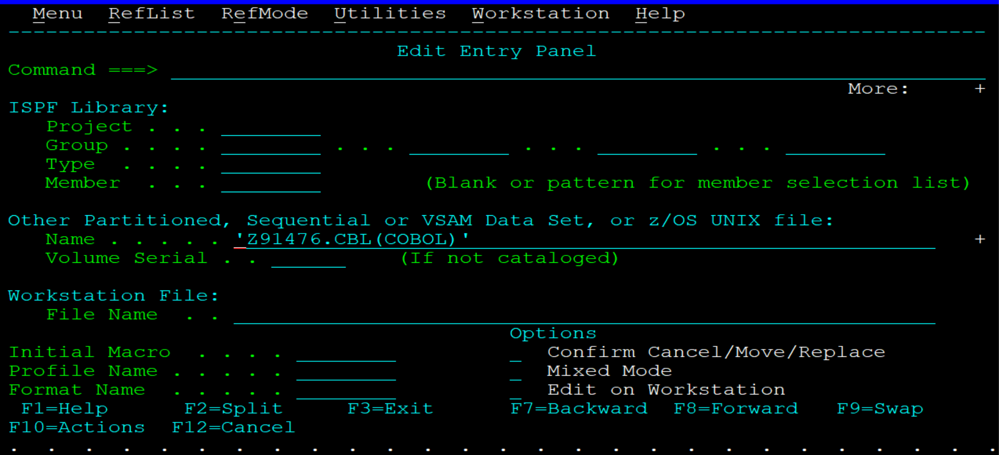 Menu  RefList  RefMode  Utilities  Workstation  Help
------------------------------------------------------------------------------
Edit Entry Panel
Command ===>
More:     +
ISPF Library:
Project . . .
Group . . . .          . . .          . . .          . . .
Type  . . . .
Member  . . .          (Blank or pattern for member selection list)
Other Partitioned, Sequential or VSAM Data Set, or z/OS UNIX file:
Name . . . . . 'Z91476.CBL(COBOL)'     +
Volume Serial . .          (If not cataloged)
Workstation File:
File Name  . .
Options
Initial Macro  . . . .          Confirm Cancel/Move/Replace
Profile Name . . . . .          Mixed Mode
Format Name  . . . . .          Edit on Workstation
F1=Help      F2=Split     F3=Exit      F7=Backward  F8=Forward   F9=Swap
F10=Actions  F12=Cancel
. . . . . . . . . . . . . . . . . . . . . . . . . . .